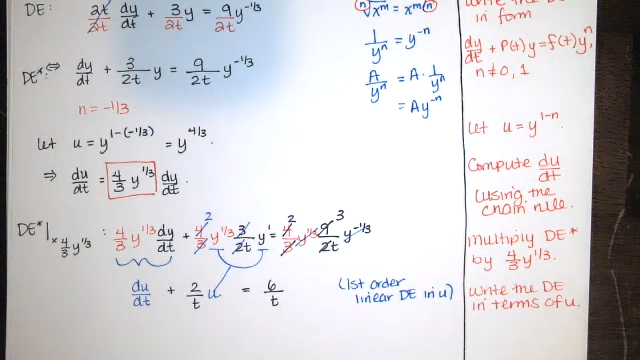 DE: 2t/2t dy/dt + 3/2t y = 9/2t y^-1/3
DE*: ⇔ dy/dt + 3/2t y = 9/2t y^-1/3
n = -1/3
Let u = y^1-(-1/3) = y^4/3.
⇒ du/dt = 4/3 y^1/3 dy/dt.
DE*|×4/3 y^1/3 : 4/3 y^1/3 dy/dt + 4/3 2 y^1/3 3/2t y^1 = 4/3 2 y^1/3 9/2t 3 y^-1/3
du/dt + 2/t u = 6/t
(1st order
linear DE in u)
n√x^m = x^m/n
1/y^n = y^-n
A/y^n = A · 1/y^n
= Ay^-n
in form
dy/dt + P(t)y = f(t)y^n,
n ≠ 0, 1
Let u = y^1-n.
Compute du/dt
(using the
chain rule.
Multiply DE*
by 4/3 y^1/3.
Write the DE
in terms of u.